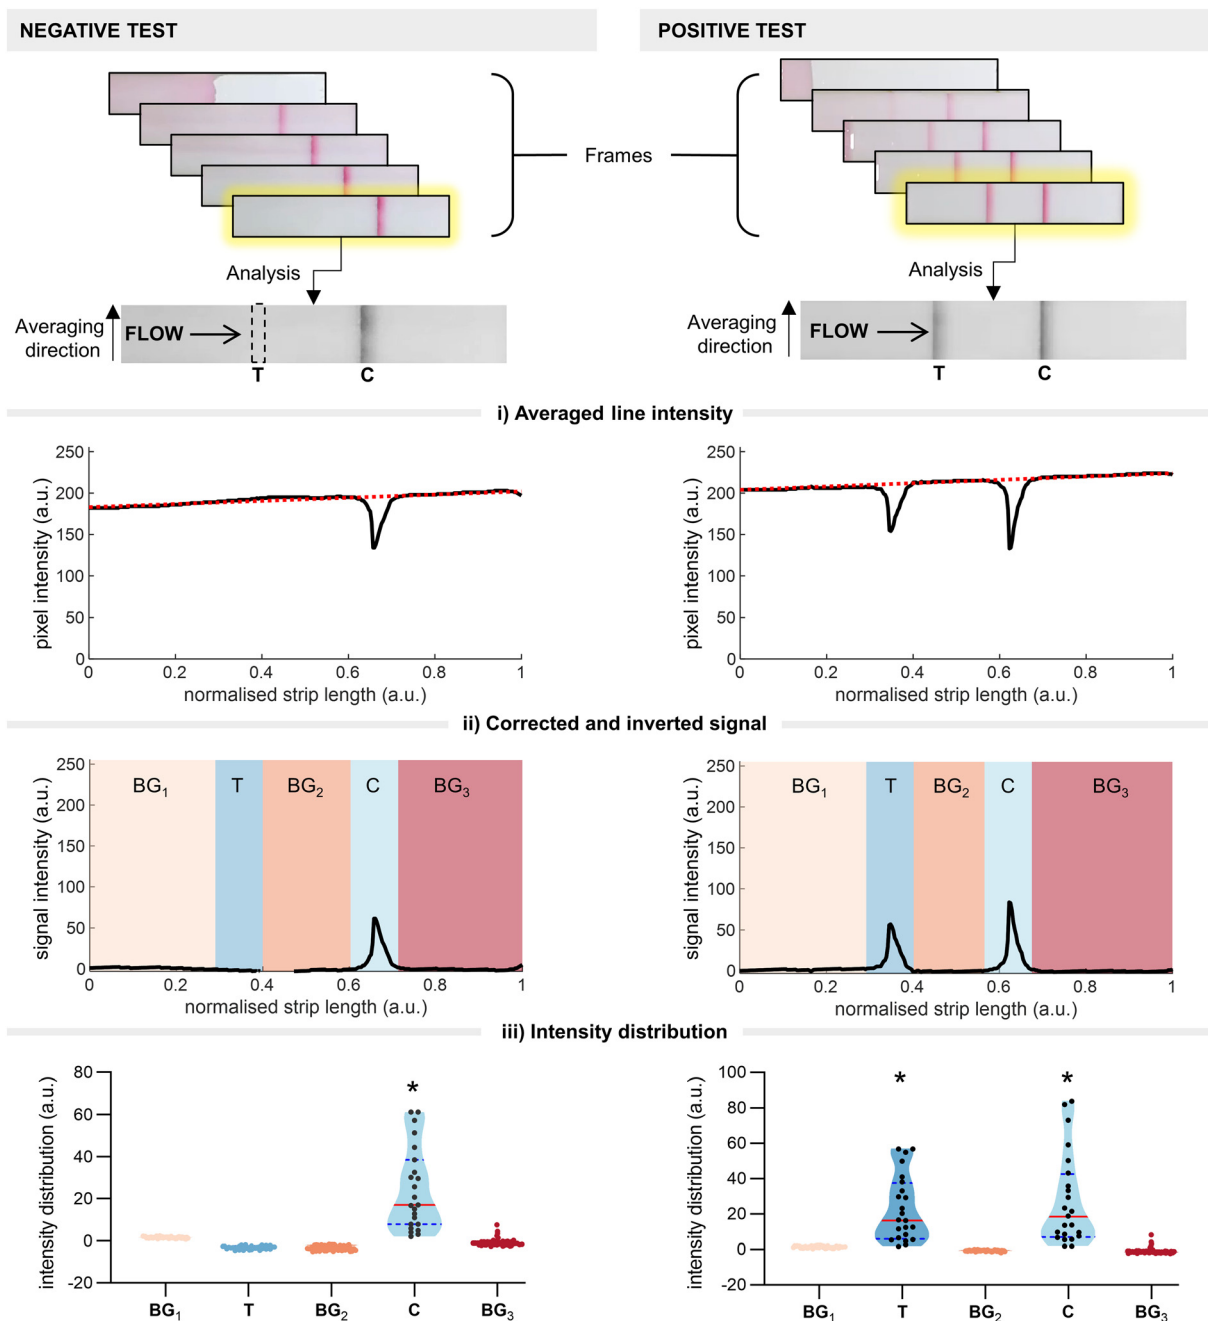 NEGATIVE TEST
POSITIVE TEST
Frames
Analysis
Analysis
Averaging
direction
FLOW
T
C
Averaging
direction
FLOW
T
C
i) Averaged line intensity
pixel intensity (a.u.)
250
200
150
100
50
0
0
0.2
0.4
0.6
0.8
1
normalised strip length (a.u.)
pixel intensity (a.u.)
250
200
150
100
50
0
0
0.2
0.4
0.6
0.8
1
normalised strip length (a.u.)
ii) Corrected and inverted signal
signal intensity (a.u.)
250
200
150
100
50
0
BG1
T
BG2
C
BG3
0
0.2
0.4
0.6
0.8
1
normalised strip length (a.u.)
signal intensity (a.u.)
250
200
150
100
50
0
BG1
T
BG2
C
BG3
0
0.2
0.4
0.6
0.8
1
normalised strip length (a.u.)
iii) Intensity distribution
intensity distribution (a.u.)
80
60
40
20
0
-20
*
BG1
T
BG2
C
BG3
intensity distribution (a.u.)
100
80
60
40
20
0
-20
*
*
BG1
T
BG2
C
BG3